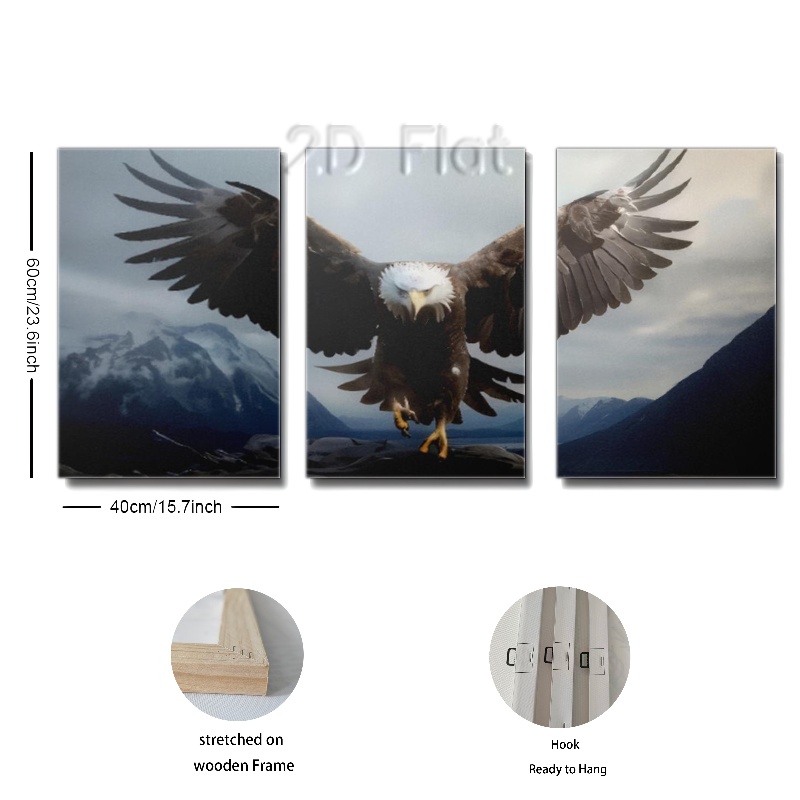 2D Flat
60cm/23.6inch
40cm/15.7inch
stretched on
wooden Frame
Hook
Ready to Hang